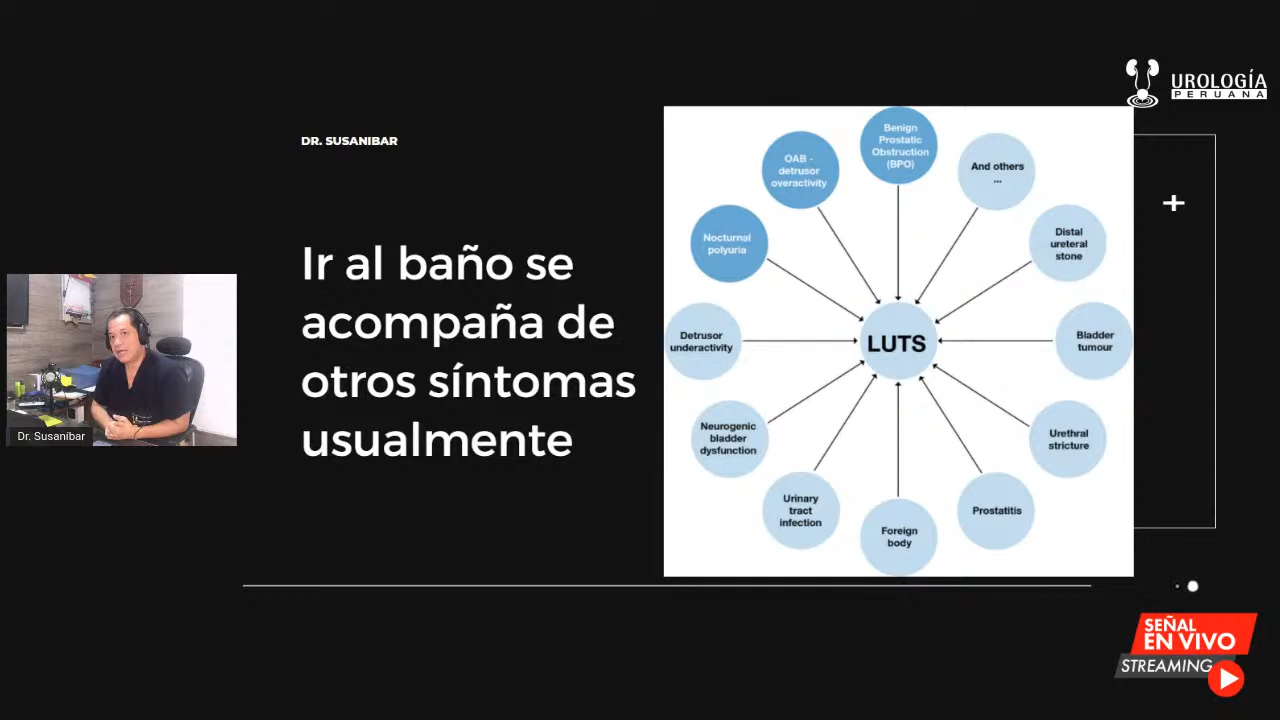 UROLOGÍA
PERUANA
DR. SUSANIBAR
Ir al baño se
acompaña de
otros síntomas
usualmente
Dr. Susanibar
Benign
Prostatic
Obstruction
(BPO)
And others
...
Distal
ureteral
stone
Bladder
tumour
Urethral
stricture
Prostatitis
Foreign
body
Urinary
tract
infection
Neurogenic
bladder
dysfunction
Detrusor
underactivity
Nocturnal
polyuria
OAB -
detrusor
overactivity
LUTS
SEÑAL
EN VIVO
STREAMING